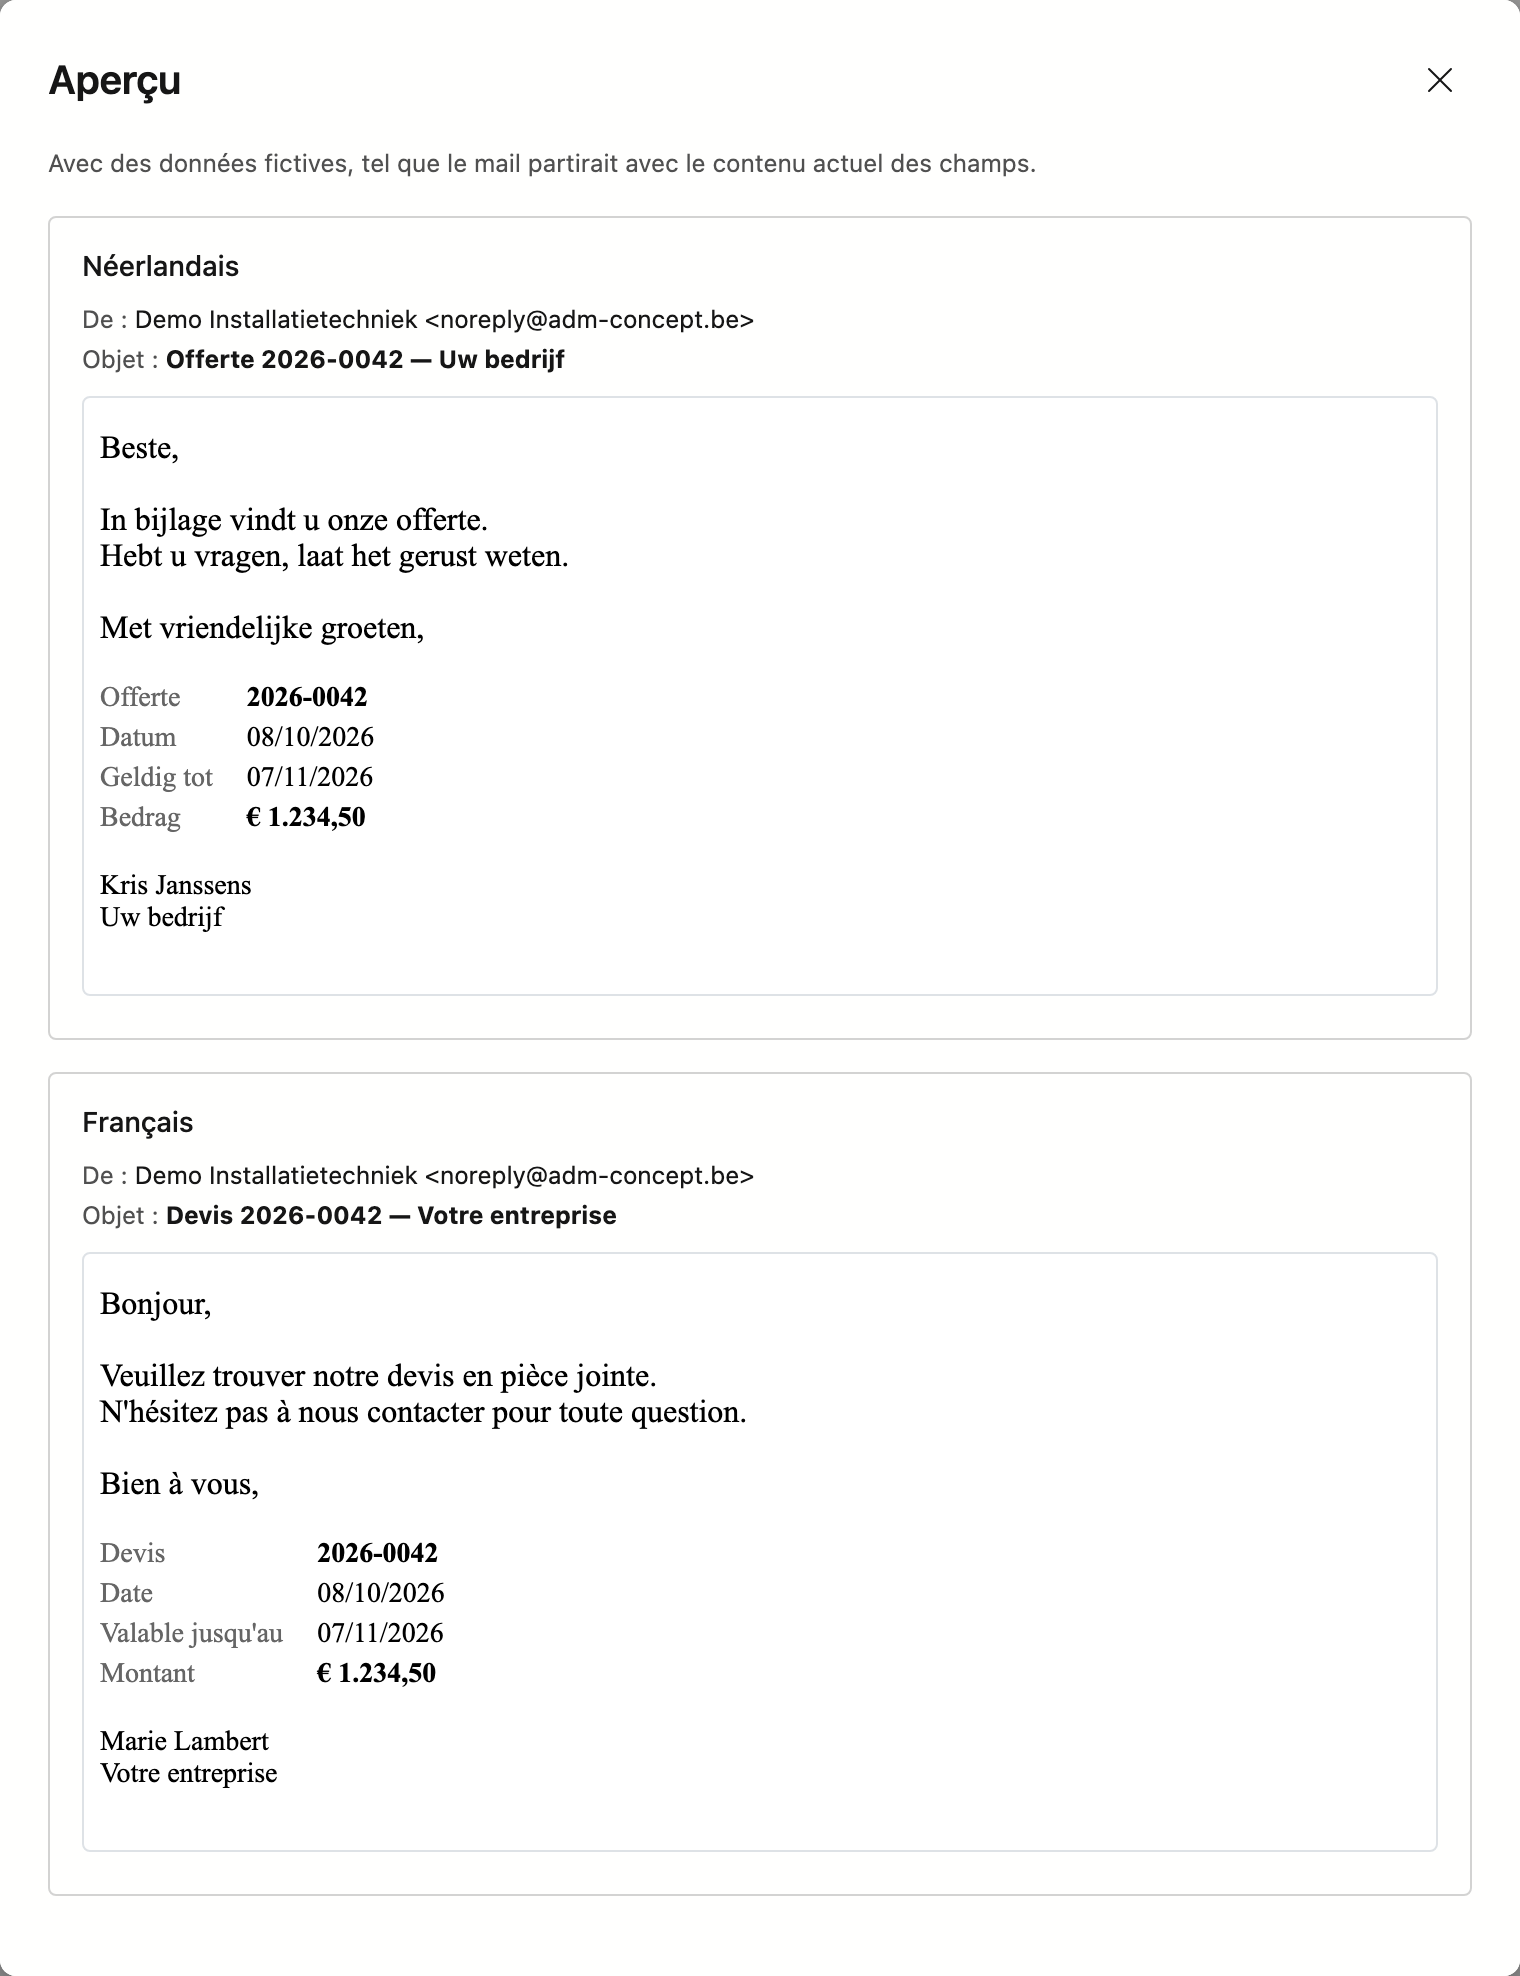 Aperçu
Avec des données fictives, tel que le mail partirait avec le contenu actuel des champs.
Néerlandais
De : Demo Installatietechniek <noreply@adm-concept.be>
Objet : Offerte 2026-0042 — Uw bedrijf
Beste,
In bijlage vindt u onze offerte.
Hebt u vragen, laat het gerust weten.
Met vriendelijke groeten,
Offerte 2026-0042
Datum 08/10/2026
Geldig tot 07/11/2026
Bedrag € 1.234,50
Kris Janssens
Uw bedrijf
Français
De : Demo Installatietechniek <noreply@adm-concept.be>
Objet : Devis 2026-0042 — Votre entreprise
Bonjour,
Veuillez trouver notre devis en pièce jointe.
N'hésitez pas à nous contacter pour toute question.
Bien à vous,
Devis 2026-0042
Date 08/10/2026
Valable jusqu'au 07/11/2026
Montant € 1.234,50
Marie Lambert
Votre entreprise